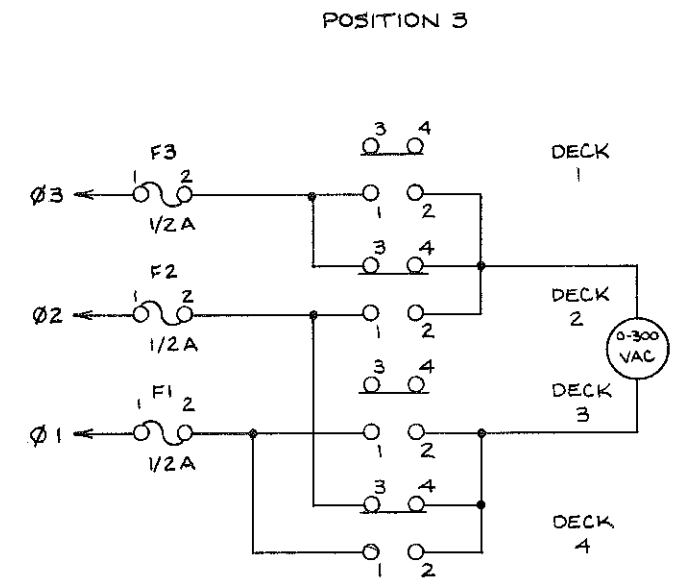 POSITION 3
3 4
DECK
1
F3
1 2
Ø3
1/2A
1 2
3 4
F2
1 2
Ø2
1/2A
1 2
DECK
2
0-300
VAC
3 4
DECK
3
F1
1 2
Ø1
1/2A
1 2
3 4
DECK
4
1 2